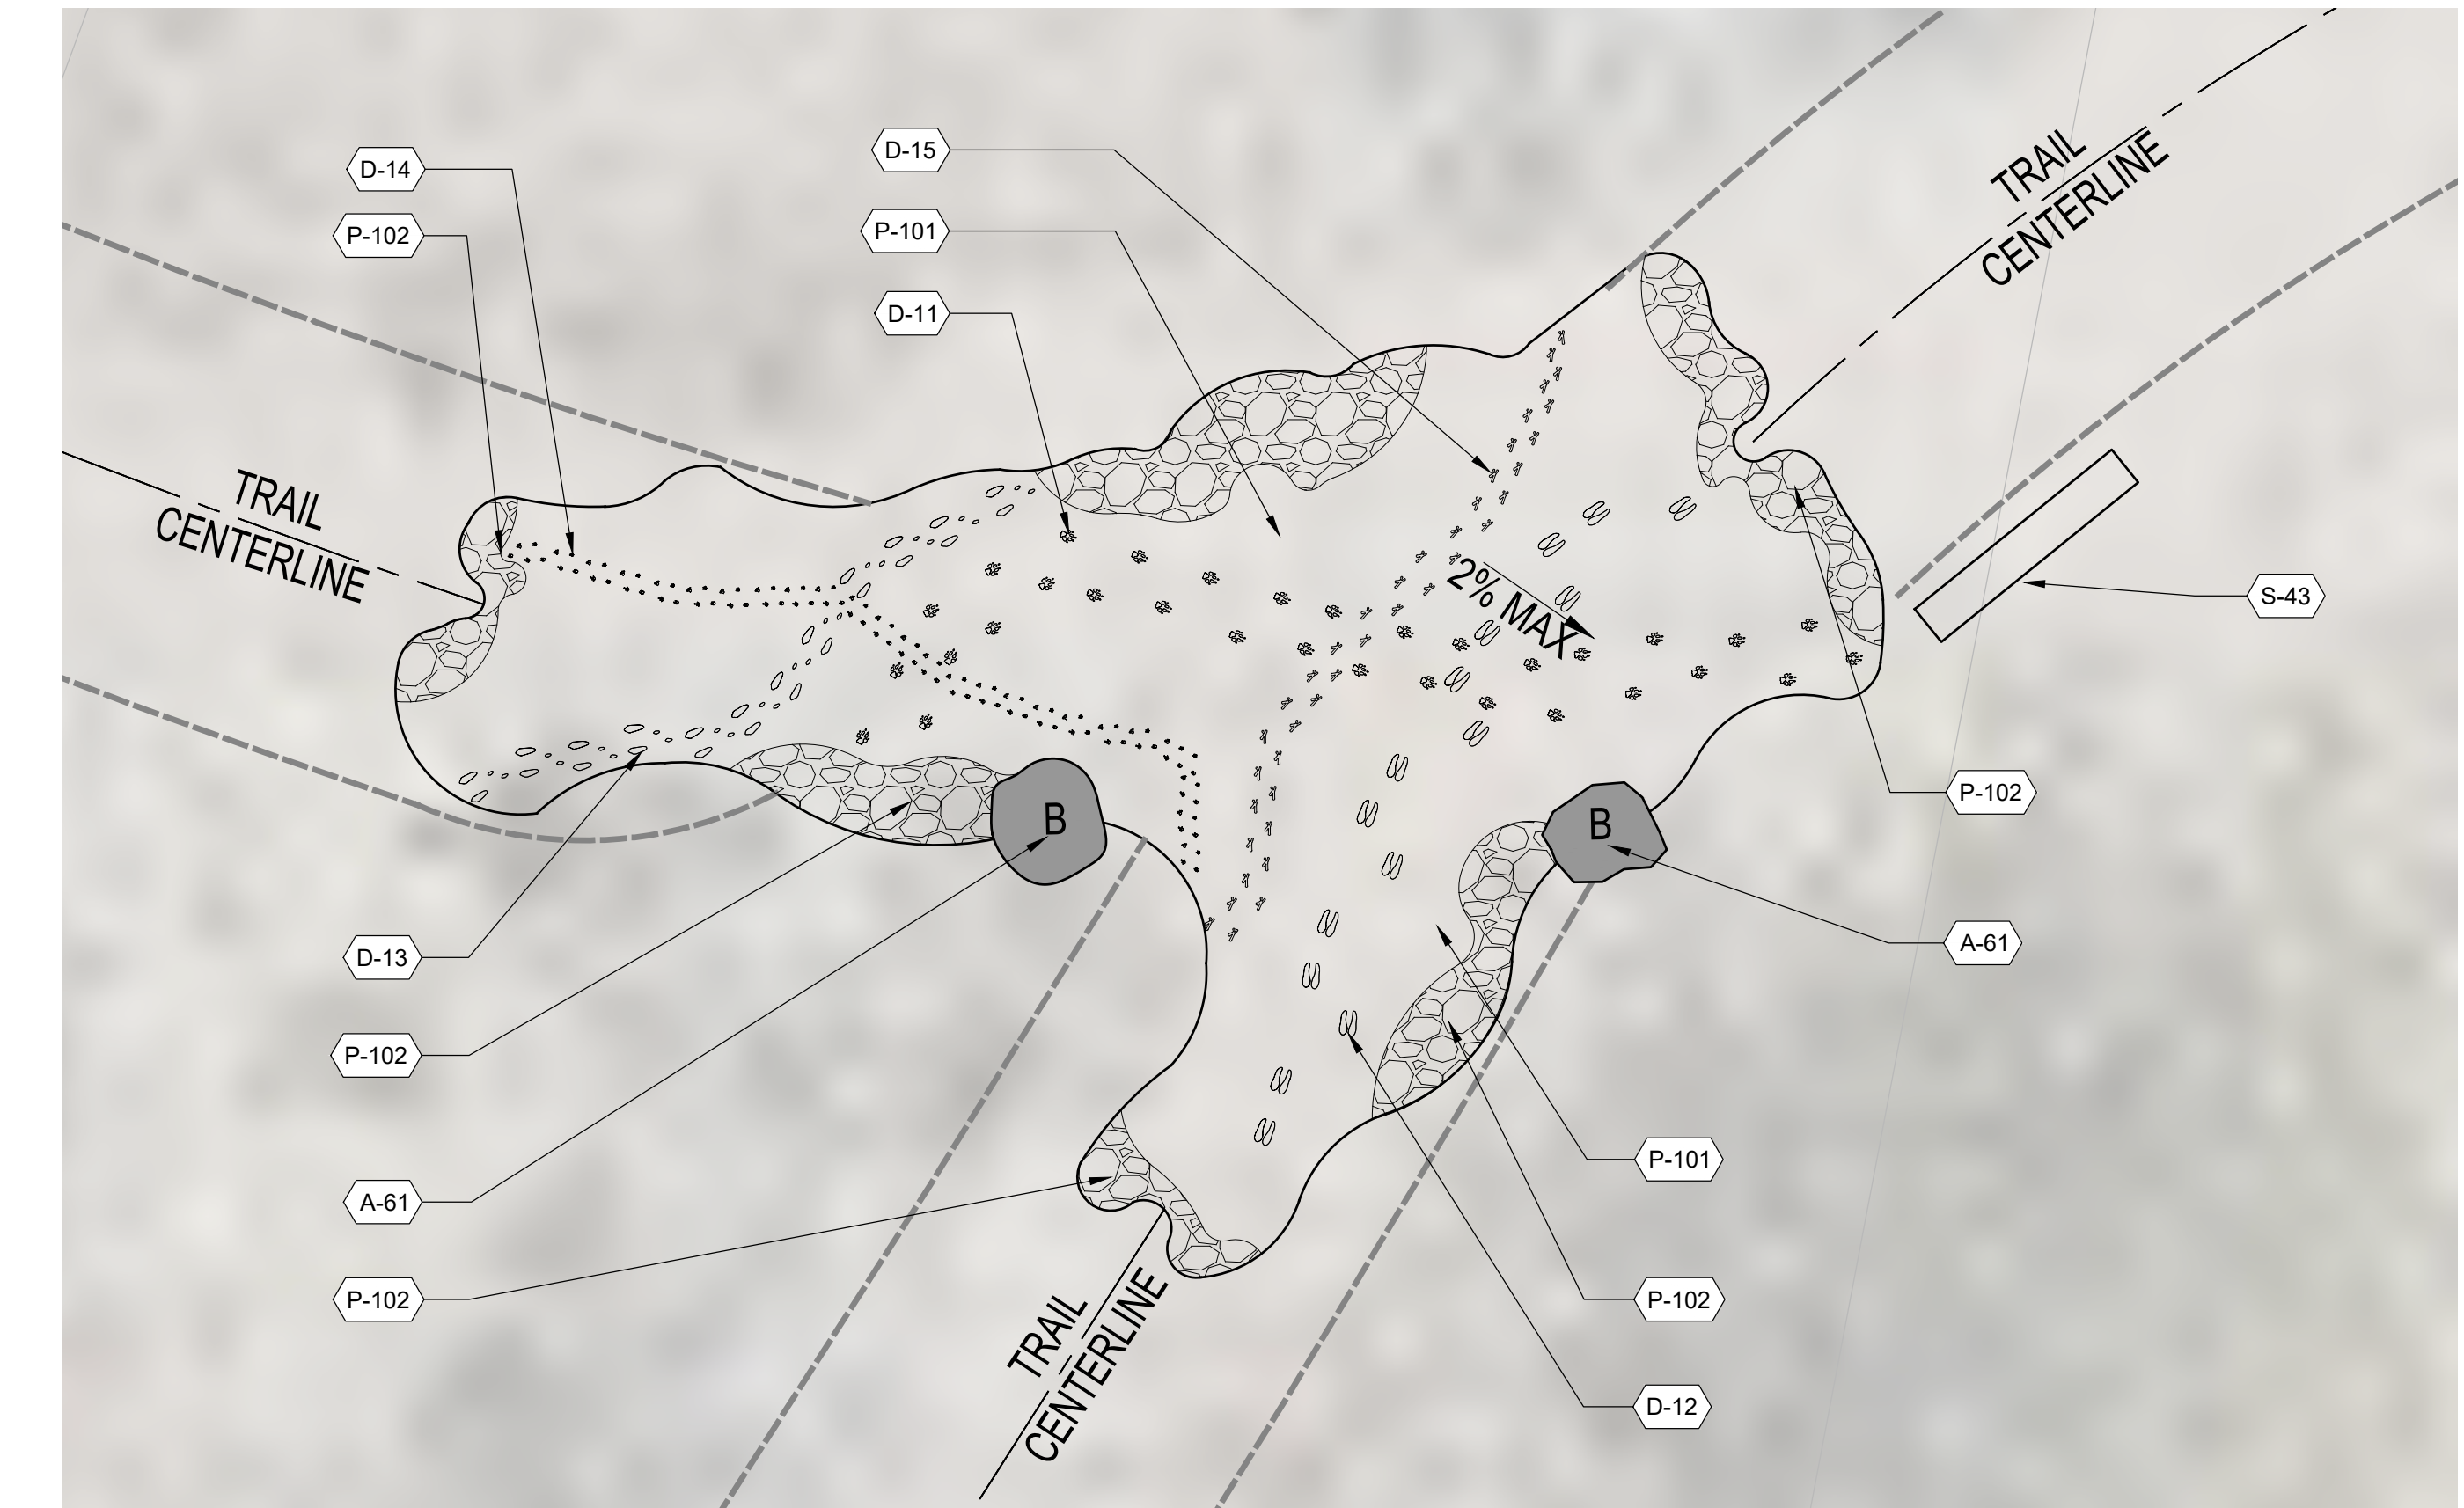 D-15
D-14
P-101
P-102
D-11
TRAIL
CENTERLINE
TRAIL
CENTERLINE
2% MAX
S-43
P-102
B
B
A-61
D-13
P-102
P-101
A-61
P-102
P-102
TRAIL
CENTERLINE
D-12